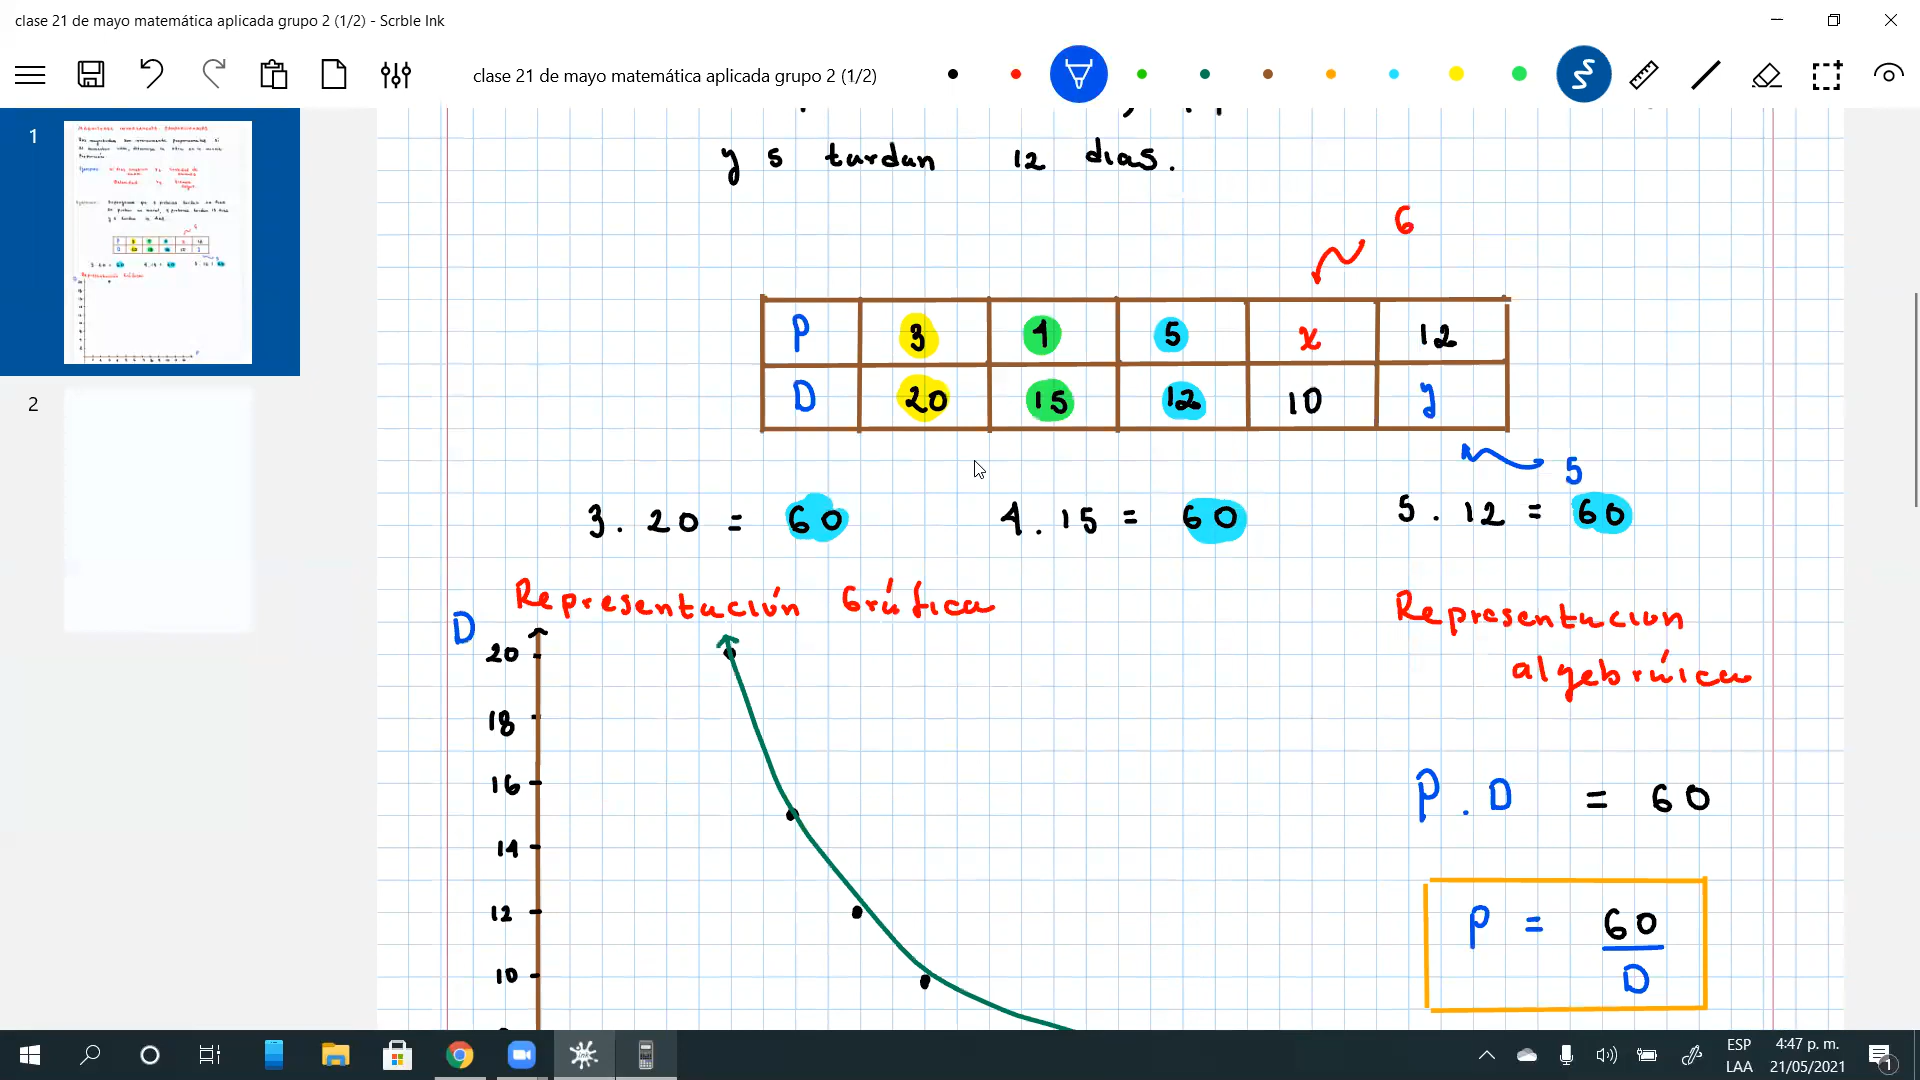 clase 21 de mayo matemática aplicada grupo 2 (1/2) - Scrble Ink
clase 21 de mayo matemática aplicada grupo 2 (1/2)
1
2
y 5 tardan 12 dias.
6
P 3 4 5 x 12
D 20 15 12 10 y
5
3 . 20 = 60 4 . 15 = 60 5 . 12 = 60
Representación Gráfica
Representacion
algebráica
D
20
18
16
14
12
10
P . D = 60
P = 60
D
ESP
LAA
4:47 p. m.
21/05/2021
1